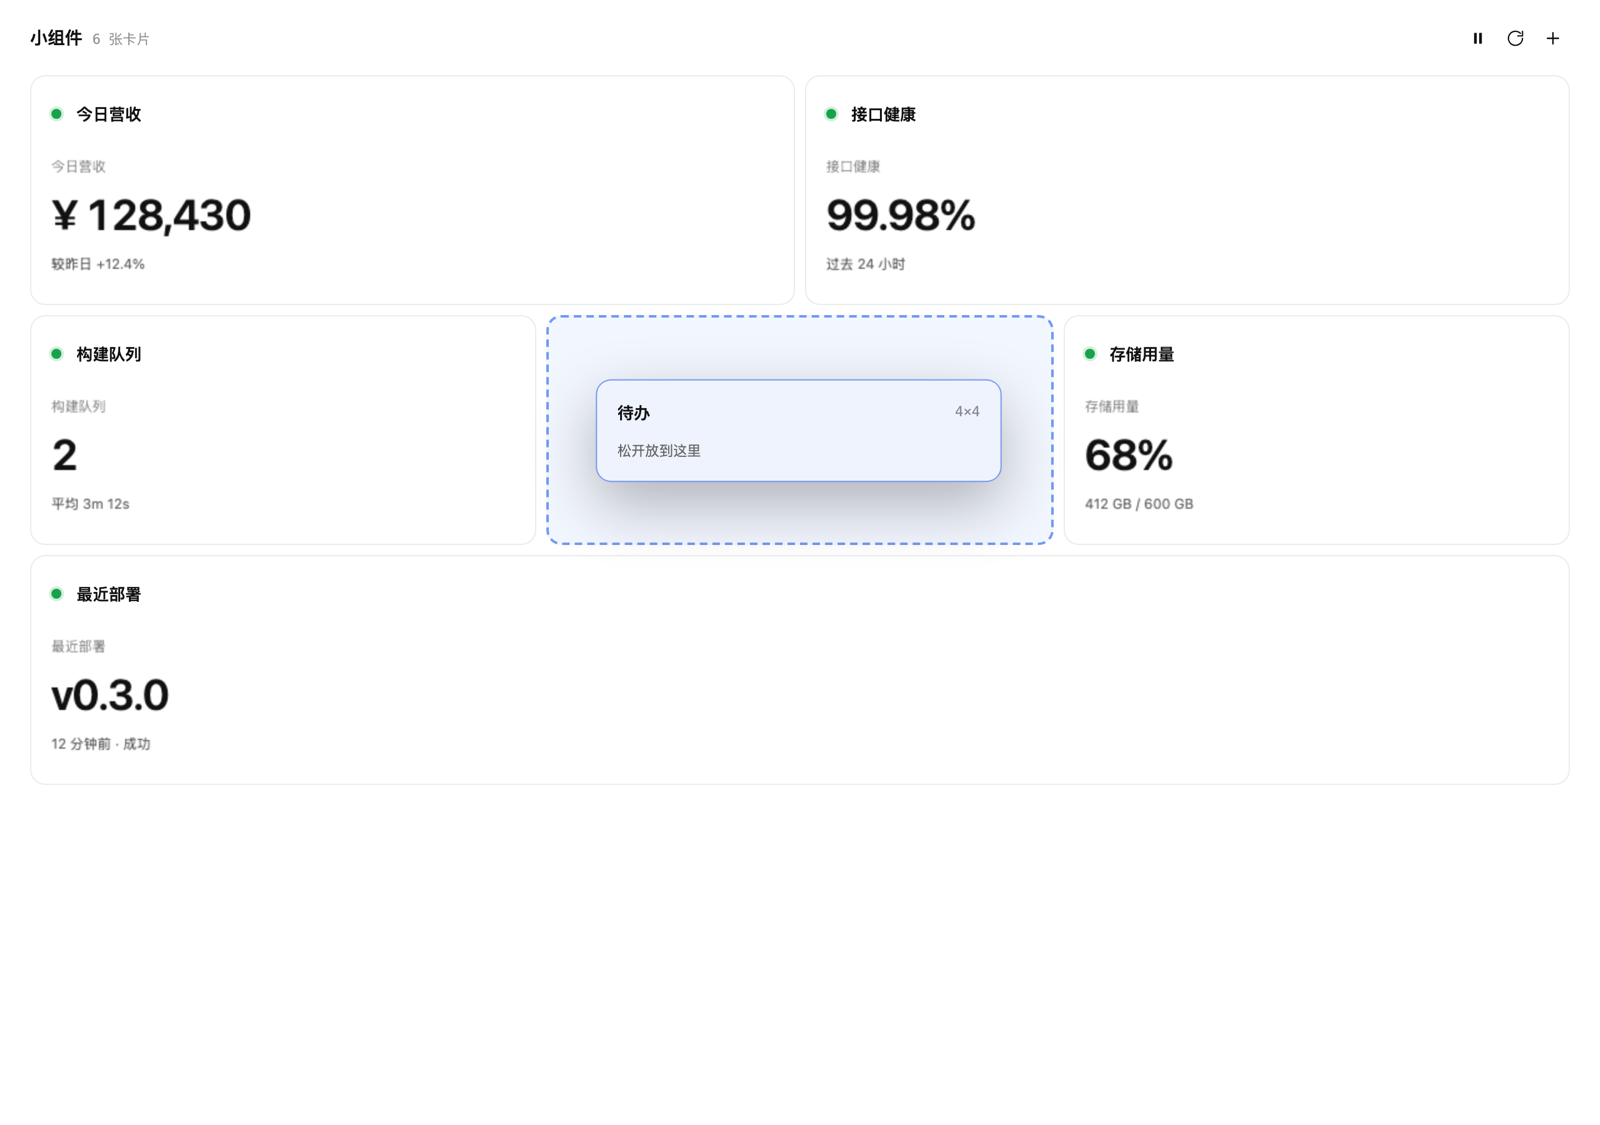 小组件 6 张卡片
今日营收
今日营收
¥ 128,430
较昨日 +12.4%
接口健康
接口健康
99.98%
过去 24 小时
构建队列
构建队列
2
平均 3m 12s
待办 4×4
松开放到这里
存储用量
存储用量
68%
412 GB / 600 GB
最近部署
最近部署
v0.3.0
12 分钟前 · 成功